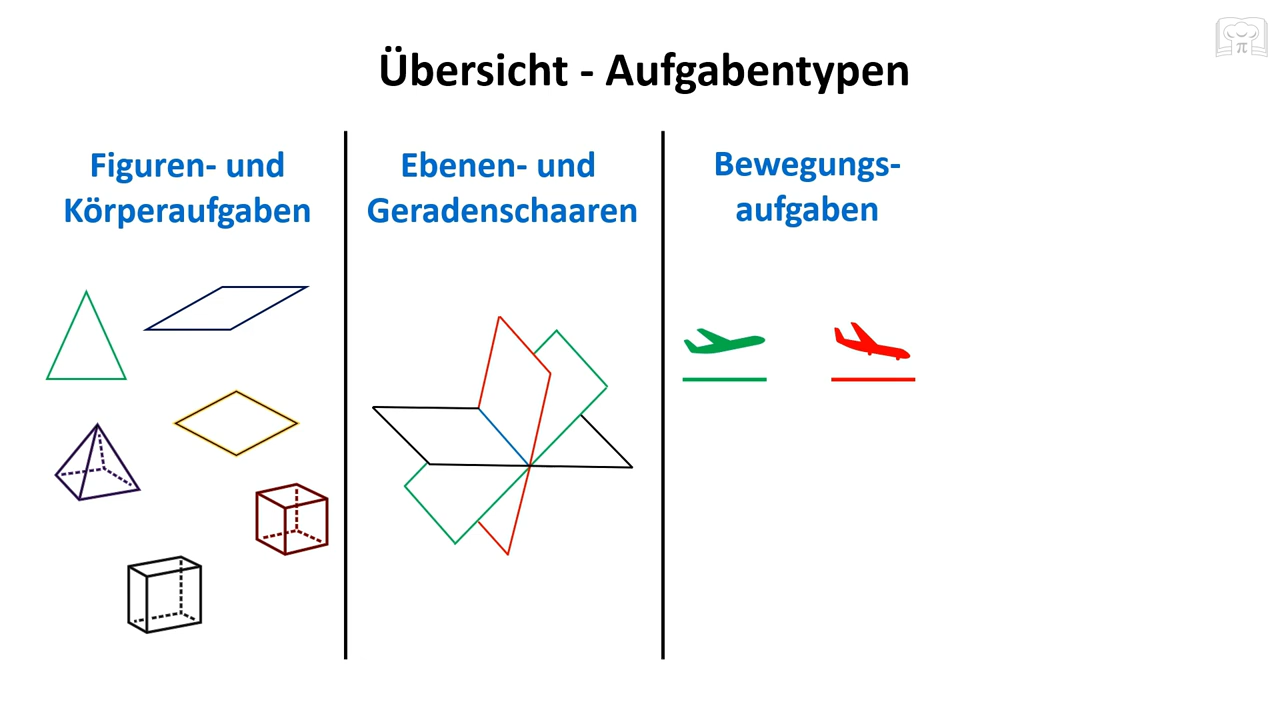 Übersicht - Aufgabentypen
Figuren- und
Körperaufgaben
Ebenen- und
Geradenschaaren
Bewegungs-
aufgaben
π